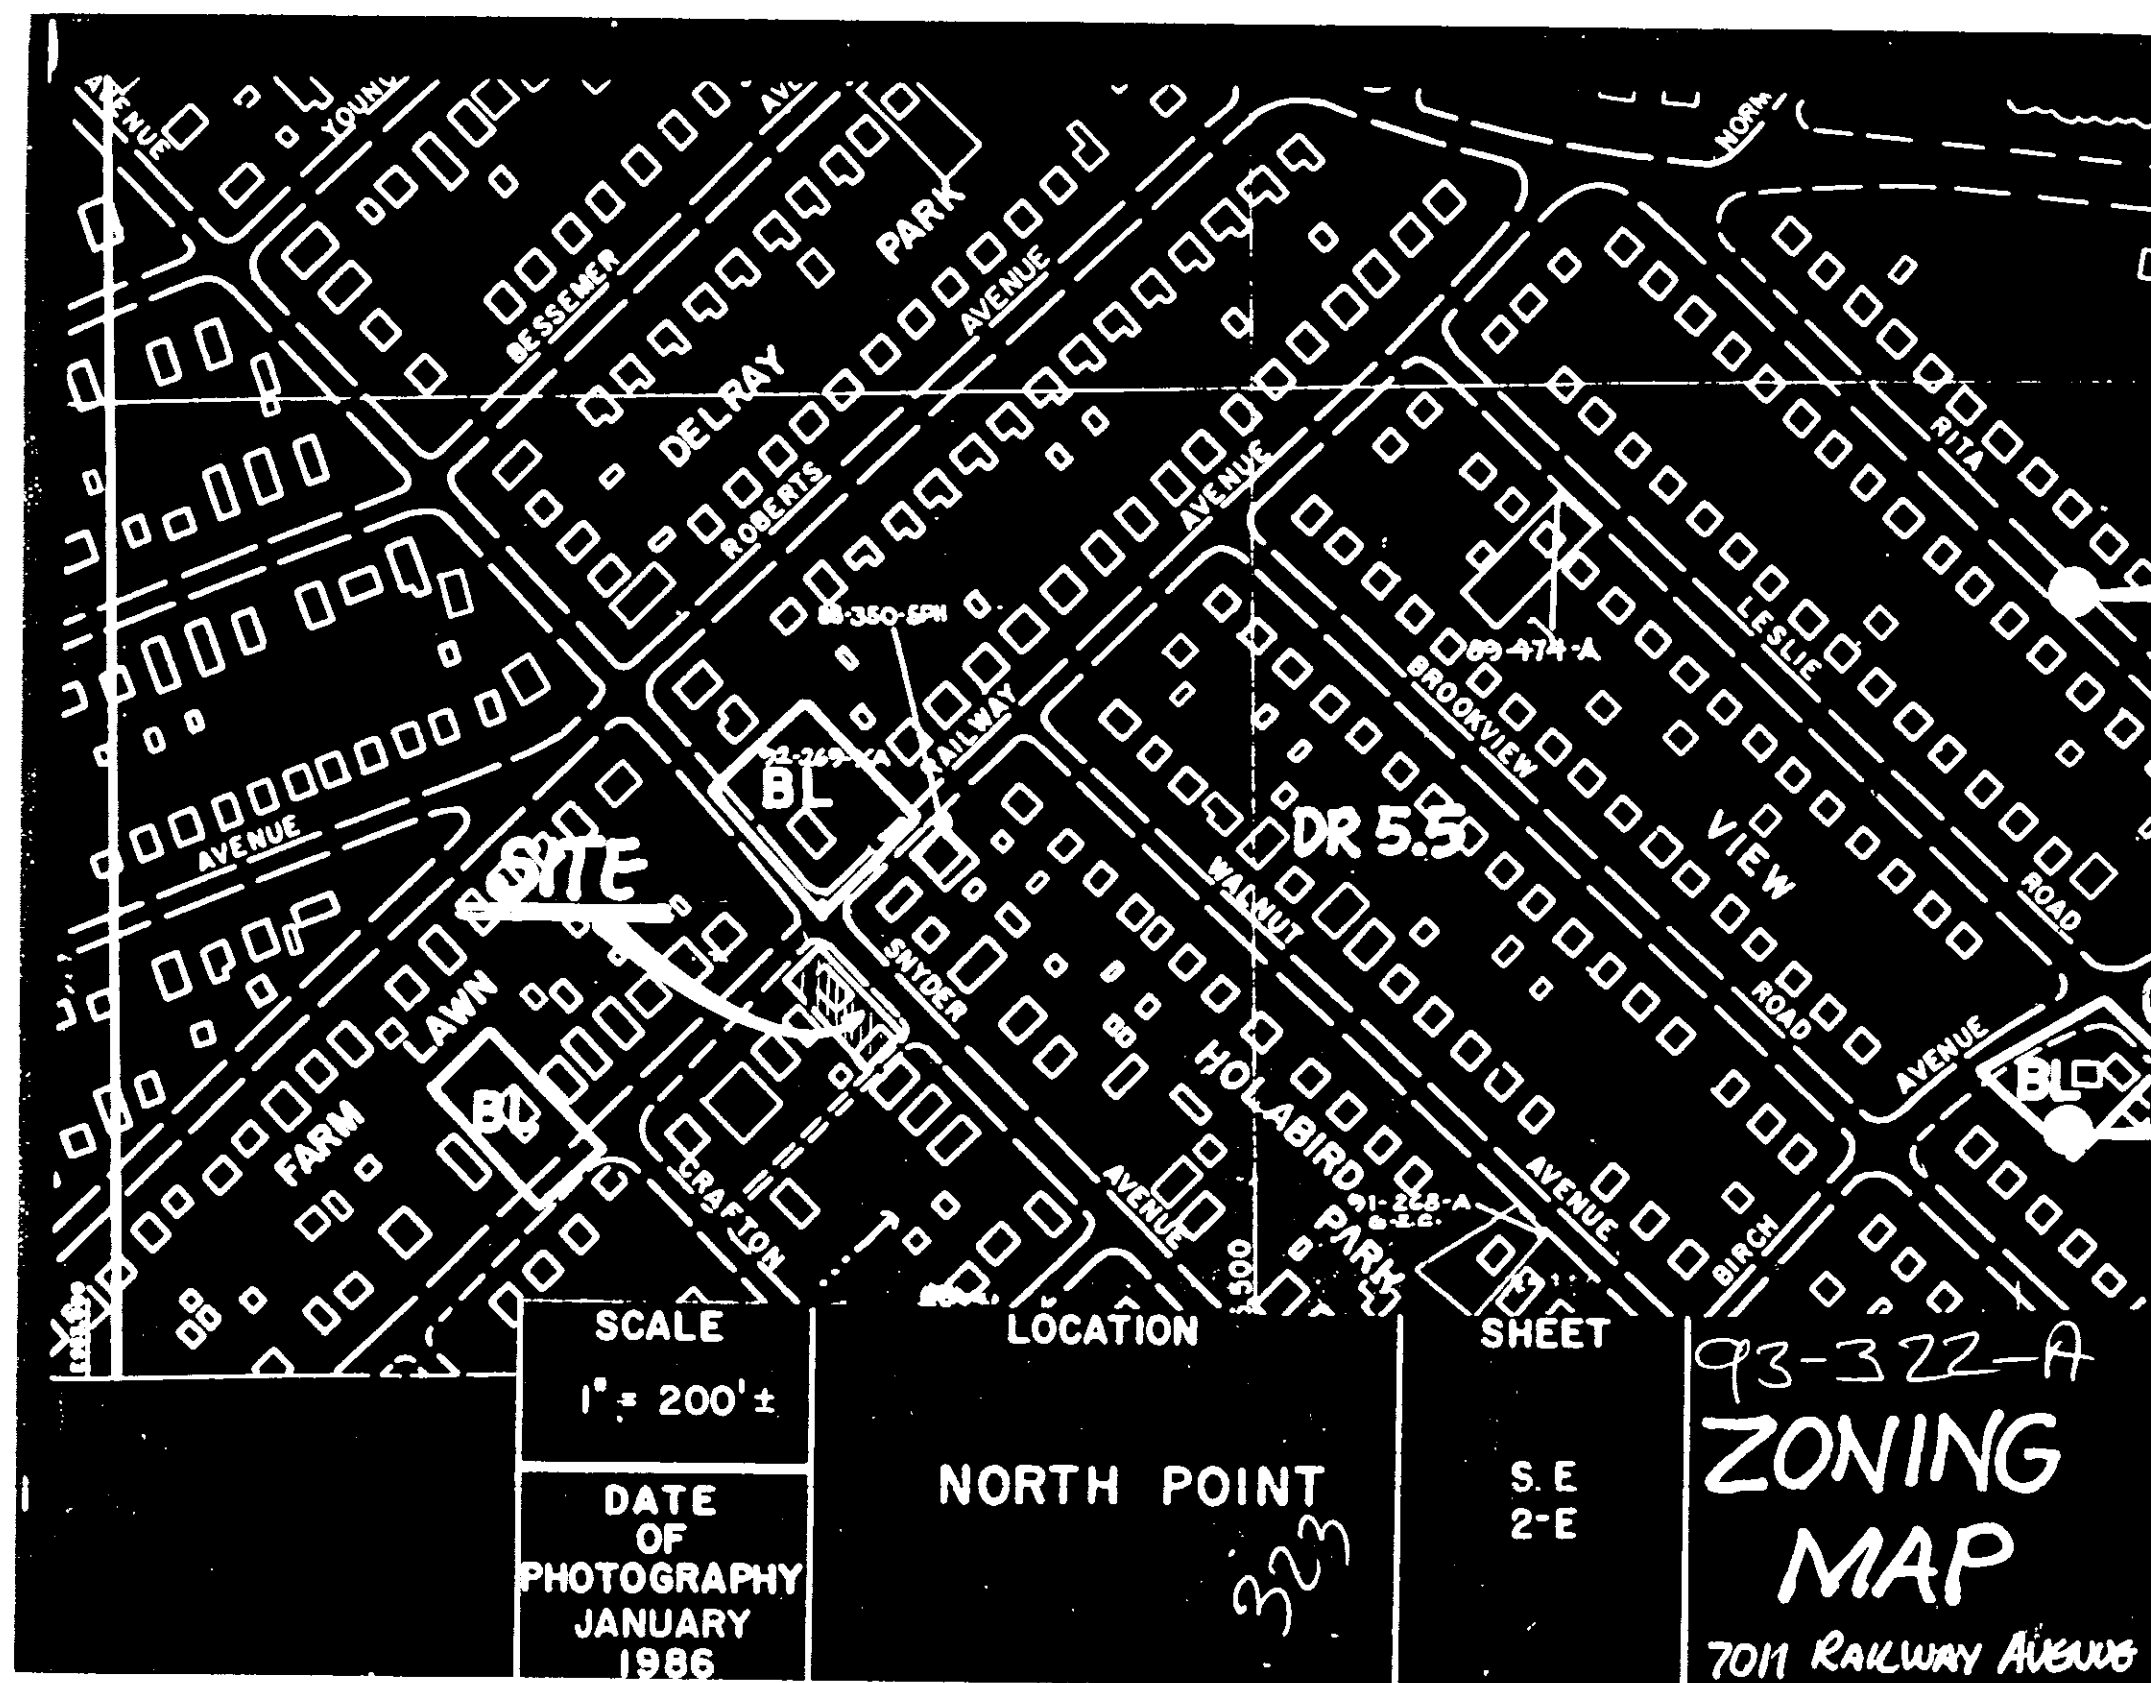 AVENUE
YOUNG
AVE
NORM
PARK
BESSEMER
AVENUE
DELRAY
ROBERTS
AVENUE
RITA
LESLIE
89-474-A
BROOKVIEW
RAILWAY
BL
DR 5.5
VIEW
AVENUE
SITE
WALNUT
ROAD
SNYDER
LAWN
ROAD
HOLABIRD
AVENUE
BL
BL
FARM
CRAFTON
AVENUE
AVENUE
91-268-A
PARK
BIRCH
SCALE
1" = 200' ±
DATE
OF
PHOTOGRAPHY
JANUARY
1986
LOCATION
NORTH POINT
323
SHEET
S. E
2-E
93-322-A
ZONING
MAP
7011 RAILWAY AVENUE